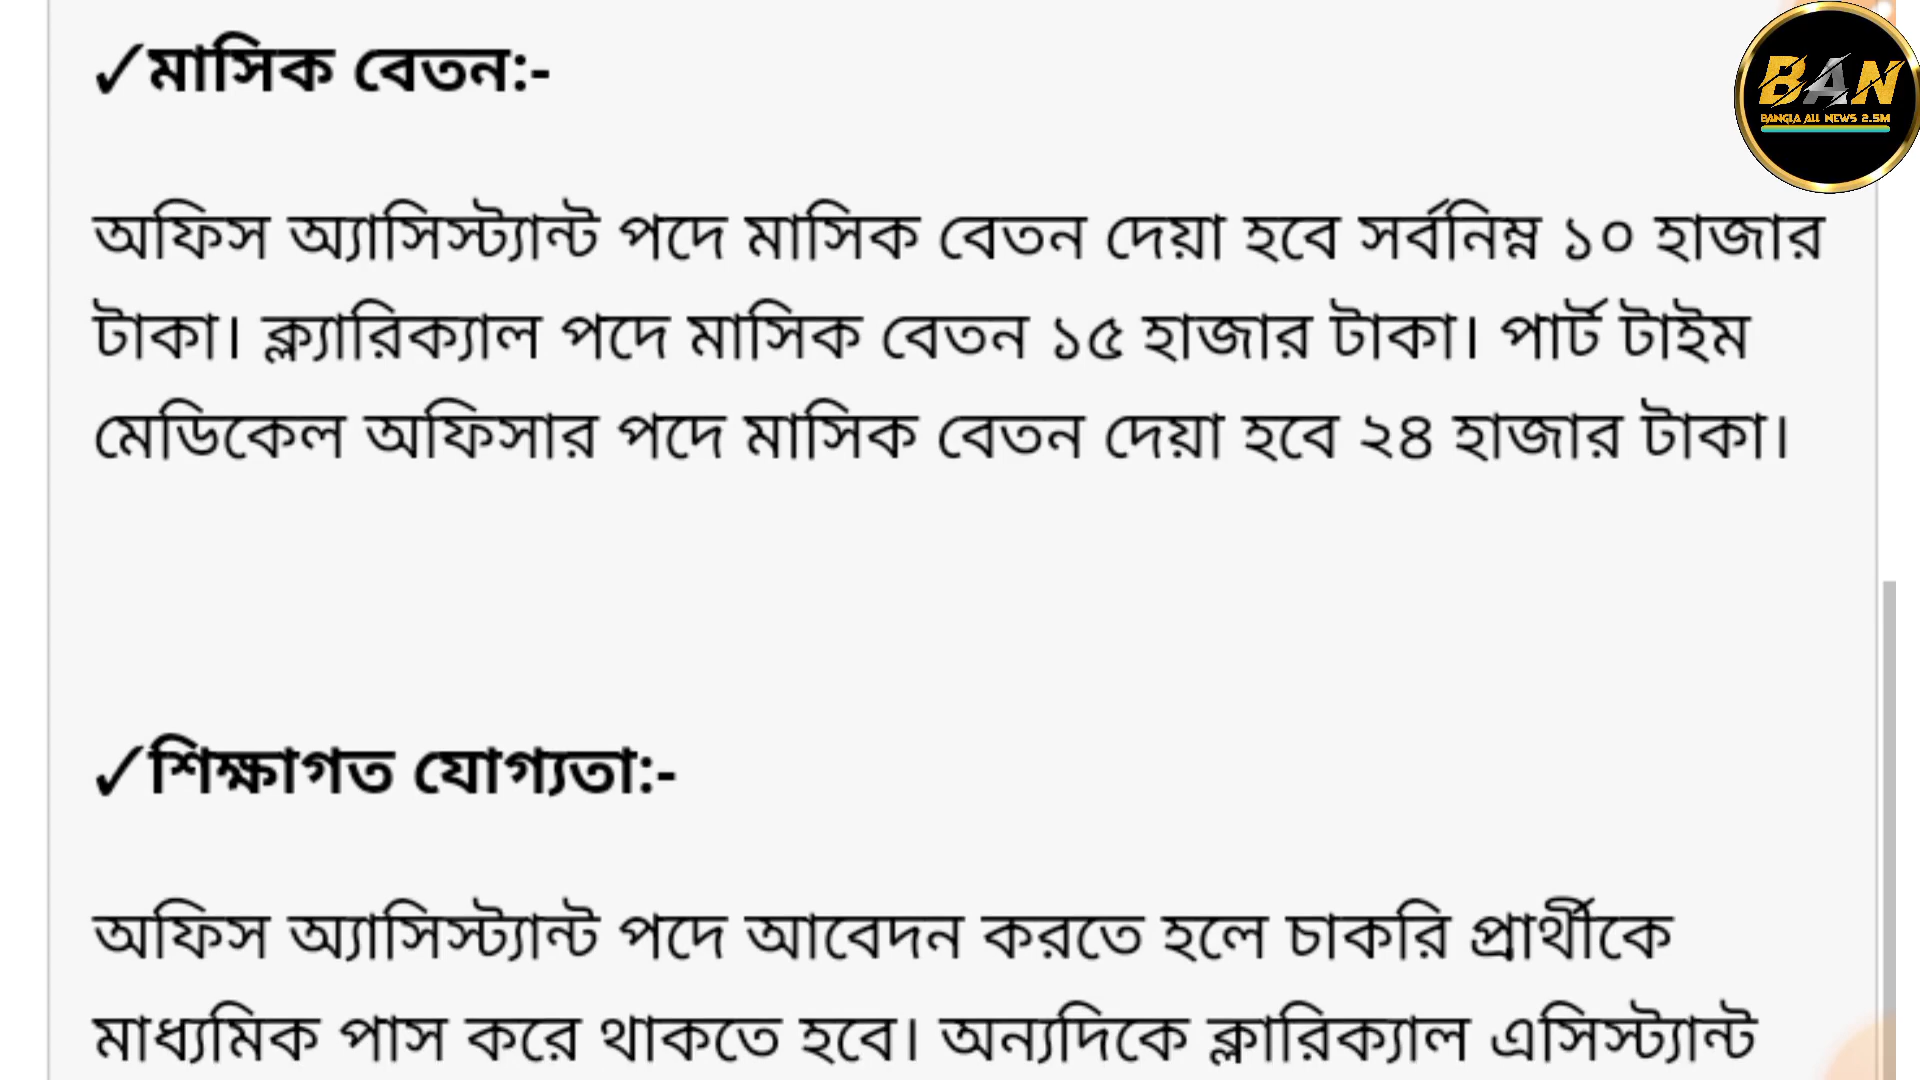 ✓মাসিক বেতন:-
BAN
BANGLA ALL NEWS 2.5M
অফিস অ্যাসিস্ট্যান্ট পদে মাসিক বেতন দেয়া হবে সর্বনিম্ন ১০ হাজার
টাকা। ক্ল্যারিক্যাল পদে মাসিক বেতন ১৫ হাজার টাকা। পার্ট টাইম
মেডিকেল অফিসার পদে মাসিক বেতন দেয়া হবে ২৪ হাজার টাকা।
✓শিক্ষাগত যোগ্যতা:-
অফিস অ্যাসিস্ট্যান্ট পদে আবেদন করতে হলে চাকরি প্রার্থীকে
মাধ্যমিক পাস করে থাকতে হবে। অন্যদিকে ক্লারিক্যাল এসিস্ট্যান্ট